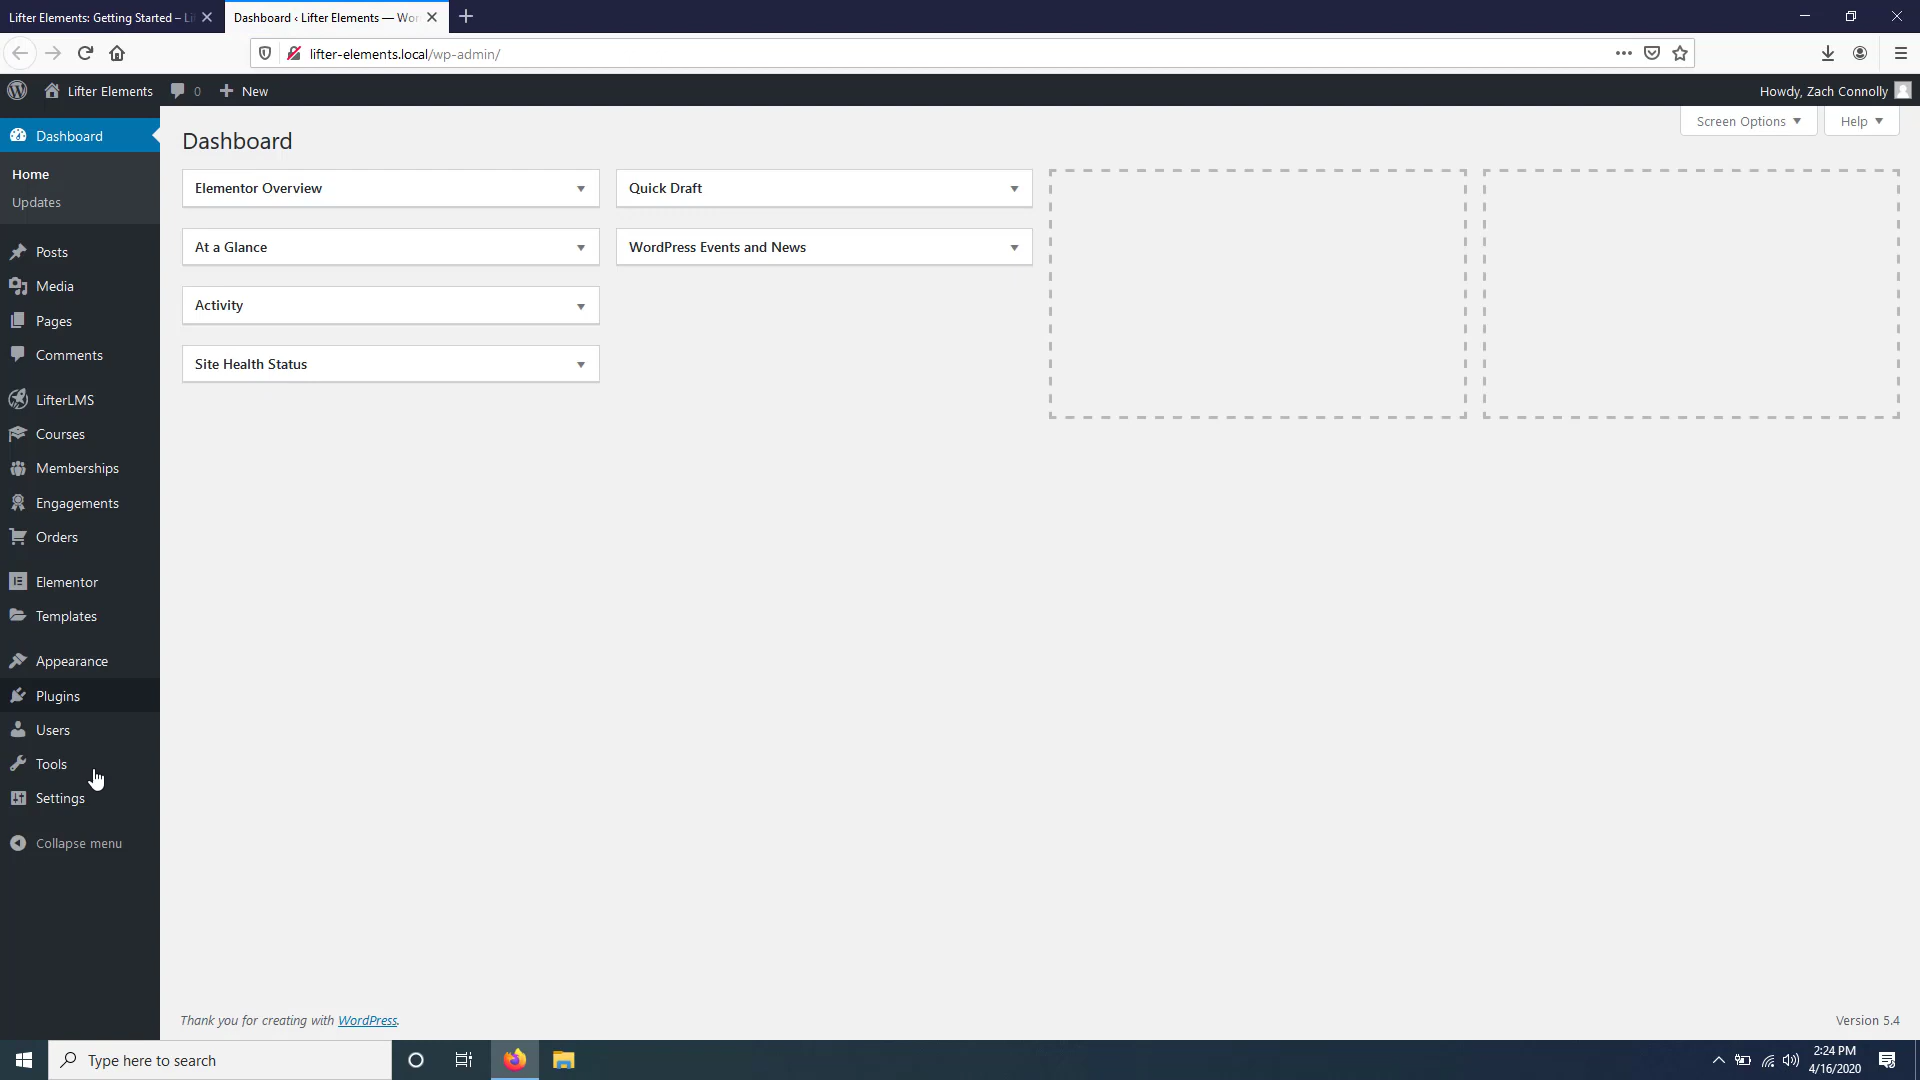 Lifter Elements: Getting Started – Li
Dashboard ‹ Lifter Elements — Wor
lifter-elements.local/wp-admin/
Lifter Elements
0
New
Howdy, Zach Connolly
Screen Options
Help
Dashboard
Home
Updates
Posts
Media
Pages
Comments
LifterLMS
Courses
Memberships
Engagements
Orders
Elementor
Templates
Appearance
Plugins
Users
Tools
Settings
Collapse menu
Dashboard
Elementor Overview
At a Glance
Activity
Site Health Status
Quick Draft
WordPress Events and News
Thank you for creating with WordPress.
Version 5.4
Type here to search
2:24 PM
4/16/2020